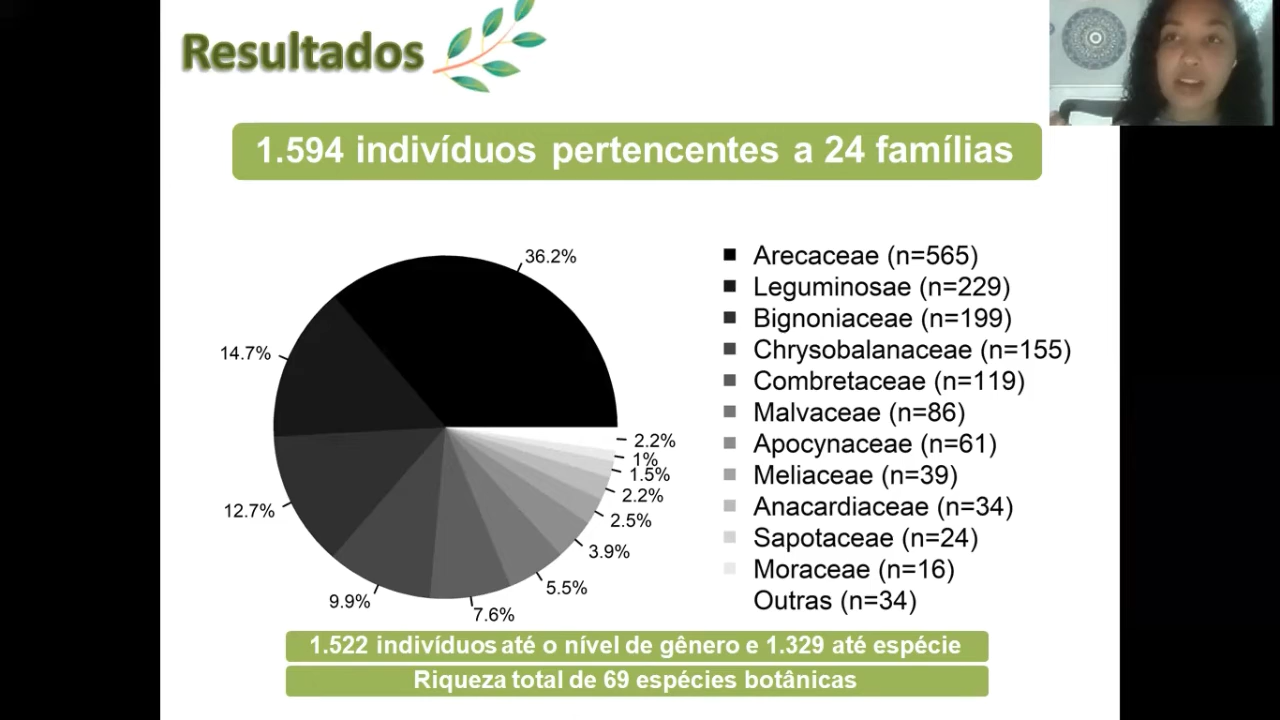 Resultados
1.594 indivíduos pertencentes a 24 famílias
36.2%
14.7%
12.7%
9.9%
7.6%
5.5%
3.9%
2.5%
2.2%
1.5%
1%
2.2%
Arecaceae (n=565)
Leguminosae (n=229)
Bignoniaceae (n=199)
Chrysobalanaceae (n=155)
Combretaceae (n=119)
Malvaceae (n=86)
Apocynaceae (n=61)
Meliaceae (n=39)
Anacardiaceae (n=34)
Sapotaceae (n=24)
Moraceae (n=16)
Outras (n=34)
1.522 indivíduos até o nível de gênero e 1.329 até espécie
Riqueza total de 69 espécies botânicas